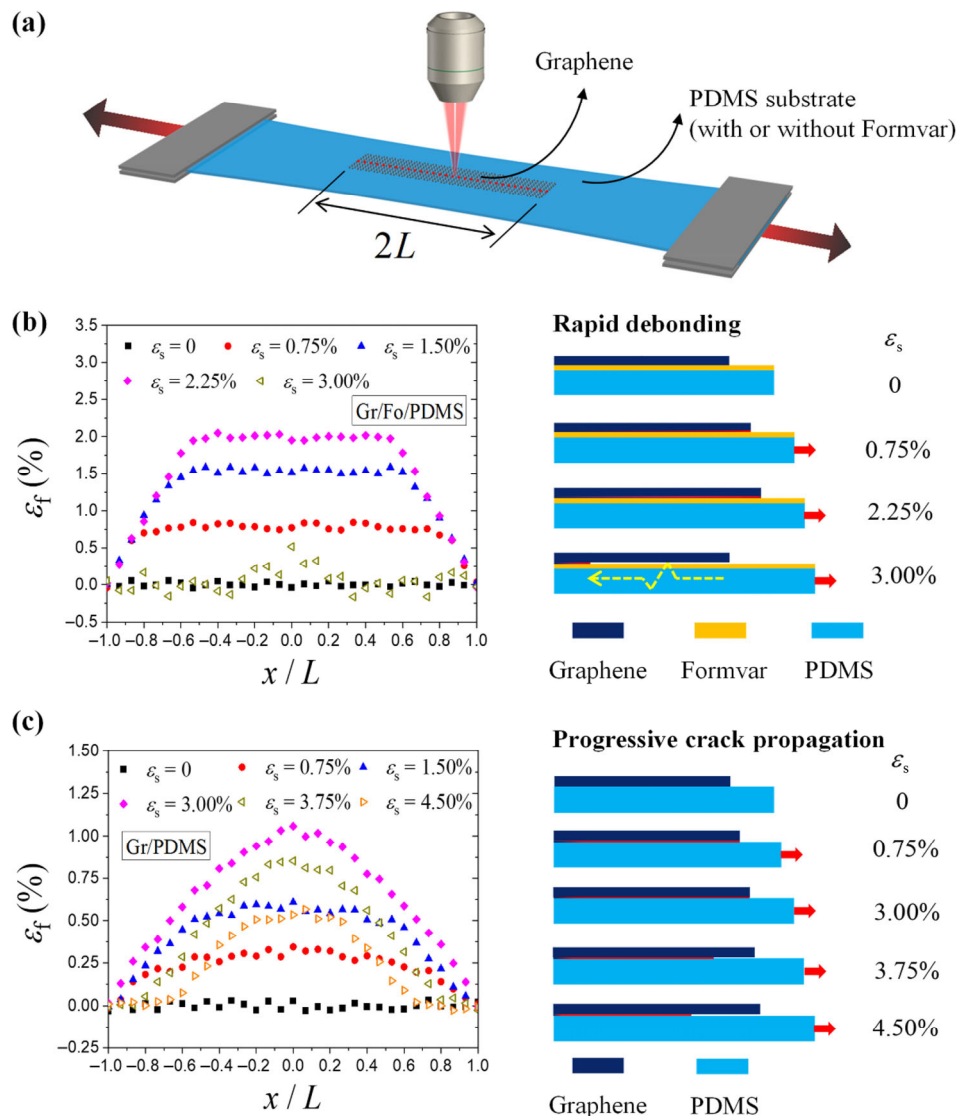 (a)
Graphene
PDMS substrate
(with or without Formvar)
2L
(b)
3.5
3.0
2.5
2.0
1.5
1.0
0.5
0.0
−0.5
εf (%)
εs = 0 εs = 0.75% εs = 1.50%
εs = 2.25% εs = 3.00%
Gr/Fo/PDMS
−1.0 −0.8 −0.6 −0.4 −0.2 0.0 0.2 0.4 0.6 0.8 1.0
x / L
Rapid debonding
εs
0
0.75%
2.25%
3.00%
Graphene Formvar PDMS
(c)
1.50
1.25
1.00
0.75
0.50
0.25
0.00
−0.25
εf (%)
εs = 0 εs = 0.75% εs = 1.50%
εs = 3.00% εs = 3.75% εs = 4.50%
Gr/PDMS
−1.0 −0.8 −0.6 −0.4 −0.2 0.0 0.2 0.4 0.6 0.8 1.0
x / L
Progressive crack propagation
εs
0
0.75%
3.00%
3.75%
4.50%
Graphene PDMS